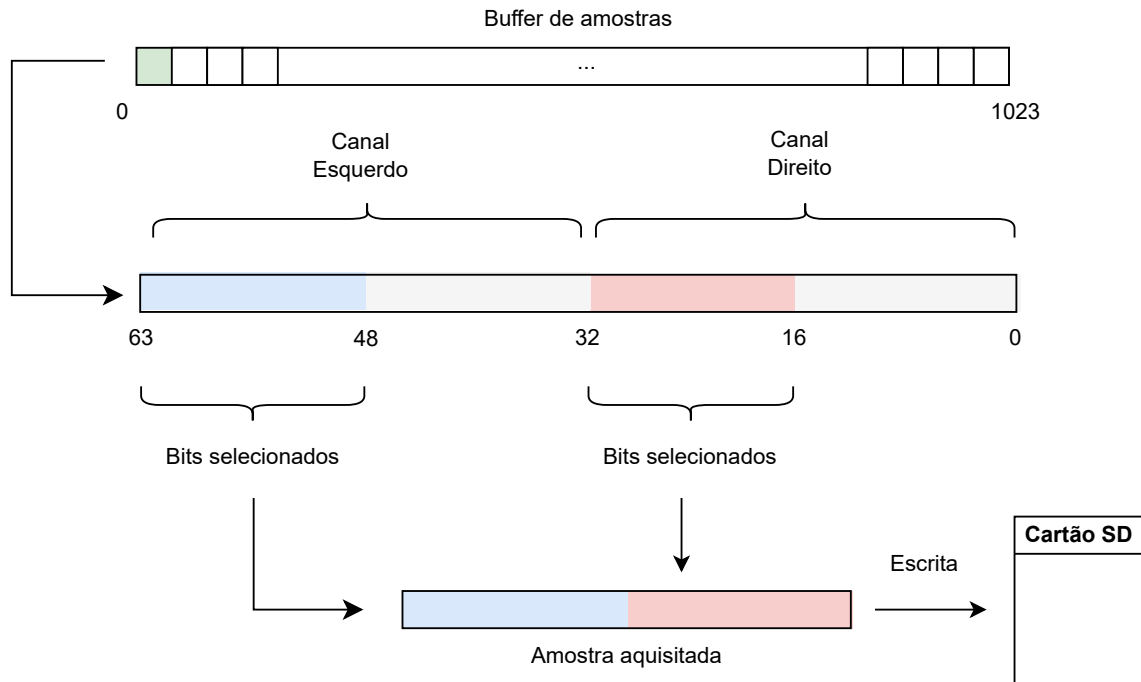 Buffer de amostras
...
0
1023
Canal
Esquerdo
Canal
Direito
63
48
32
16
0
Bits selecionados
Bits selecionados
Cartão SD
Escrita
Amostra aquisitada